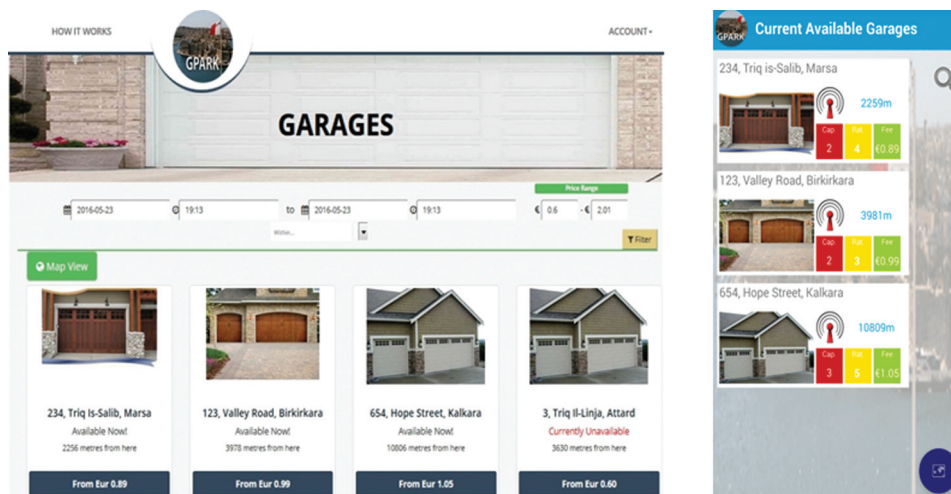 HOW IT WORKS
GPARK
ACCOUNT
GARAGES
Price Range
2016-05-23
19:13
to
2016-05-23
19:13
€ 0.6 - € 2.01
Within...
Filter
Map View
234, Triq Is-Salib, Marsa
Available Now!
2256 metres from here
From Eur 0.89
123, Valley Road, Birkirkara
Available Now!
3978 metres from here
From Eur 0.99
654, Hope Street, Kalkara
Available Now!
10806 metres from here
From Eur 1.05
3, Triq Il-Linja, Attard
Currently Unavailable
3630 metres from here
From Eur 0.60
GPARK
Current Available Garages
234, Triq is-Salib, Marsa
2259m
Cap Rat Fee
2 4 €0.89
123, Valley Road, Birkirkara
3981m
Cap Rat Fee
2 3 €0.99
654, Hope Street, Kalkara
10809m
Cap Rat Fee
3 5 €1.05